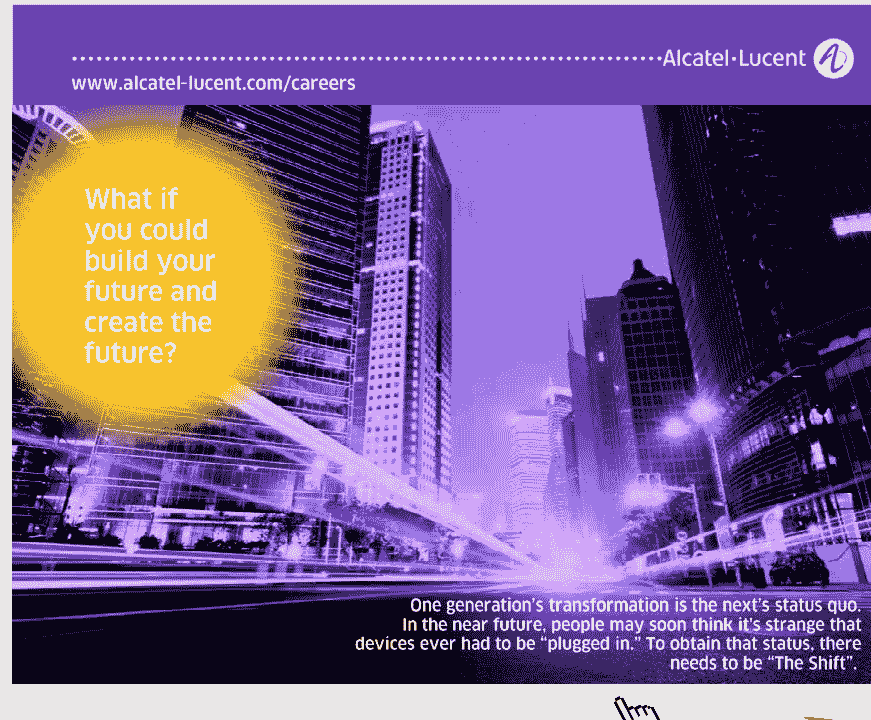 Alcatel·Lucent
www.alcatel-lucent.com/careers
What if
you could
build your
future and
create the
future?
One generation's transformation is the next's status quo.
In the near future, people may soon think it's strange that
devices ever had to be “plugged in.” To obtain that status, there
needs to be “The Shift”.